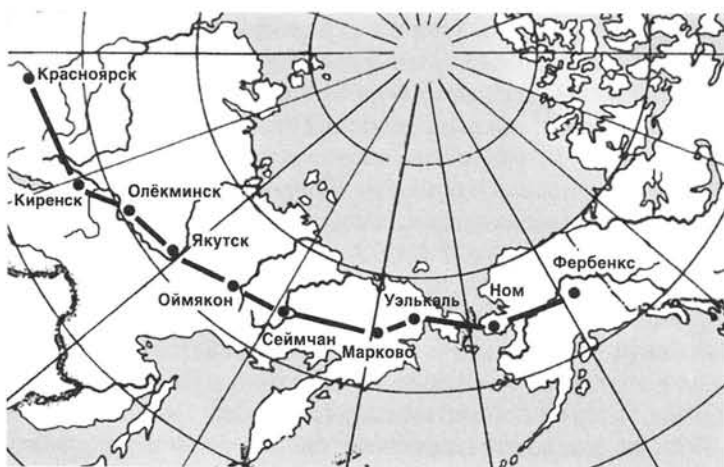 Красноярск
Киренск
Олёкминск
Якутск
Оймякон
Сеймчан
Марково
Уэлькаль
Ном
Фербенкс